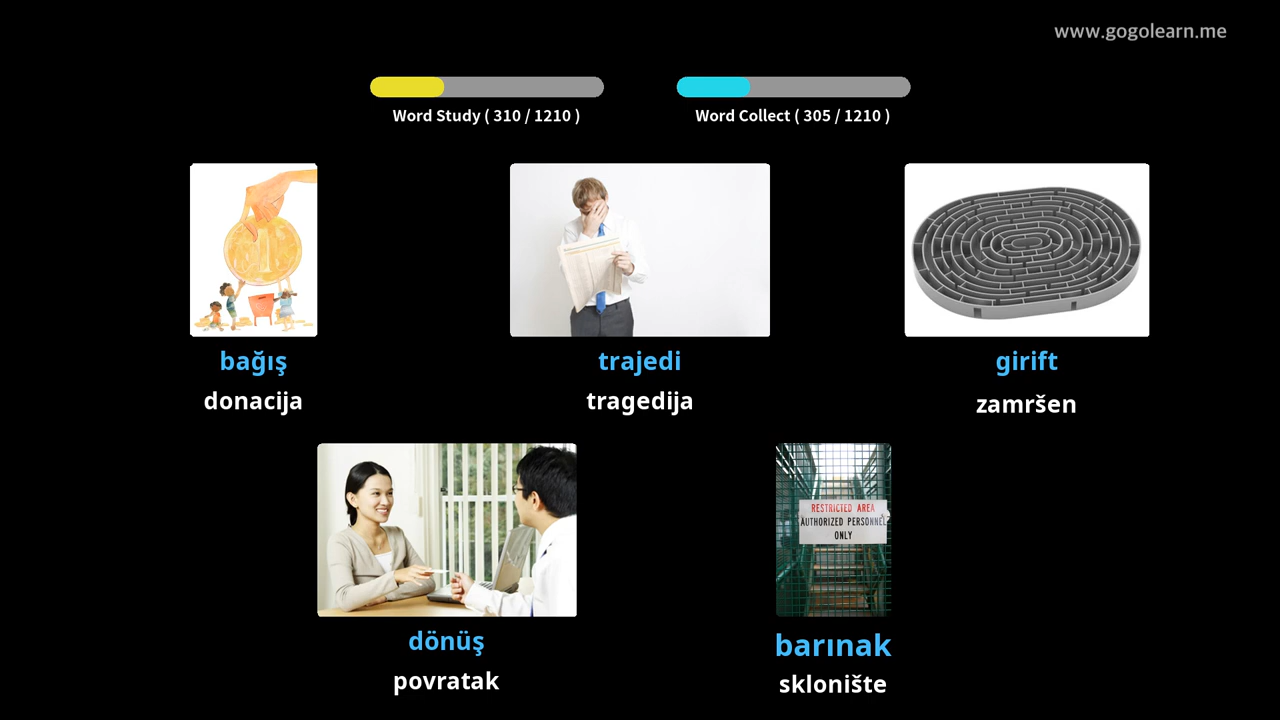 www.gogolearn.me
Word Study ( 310 / 1210 )
Word Collect ( 305 / 1210 )
bağış
donacija
trajedi
tragedija
girift
zamršen
dönüş
povratak
RESTRICTED AREA
AUTHORIZED PERSONNEL
ONLY
barınak
sklonište